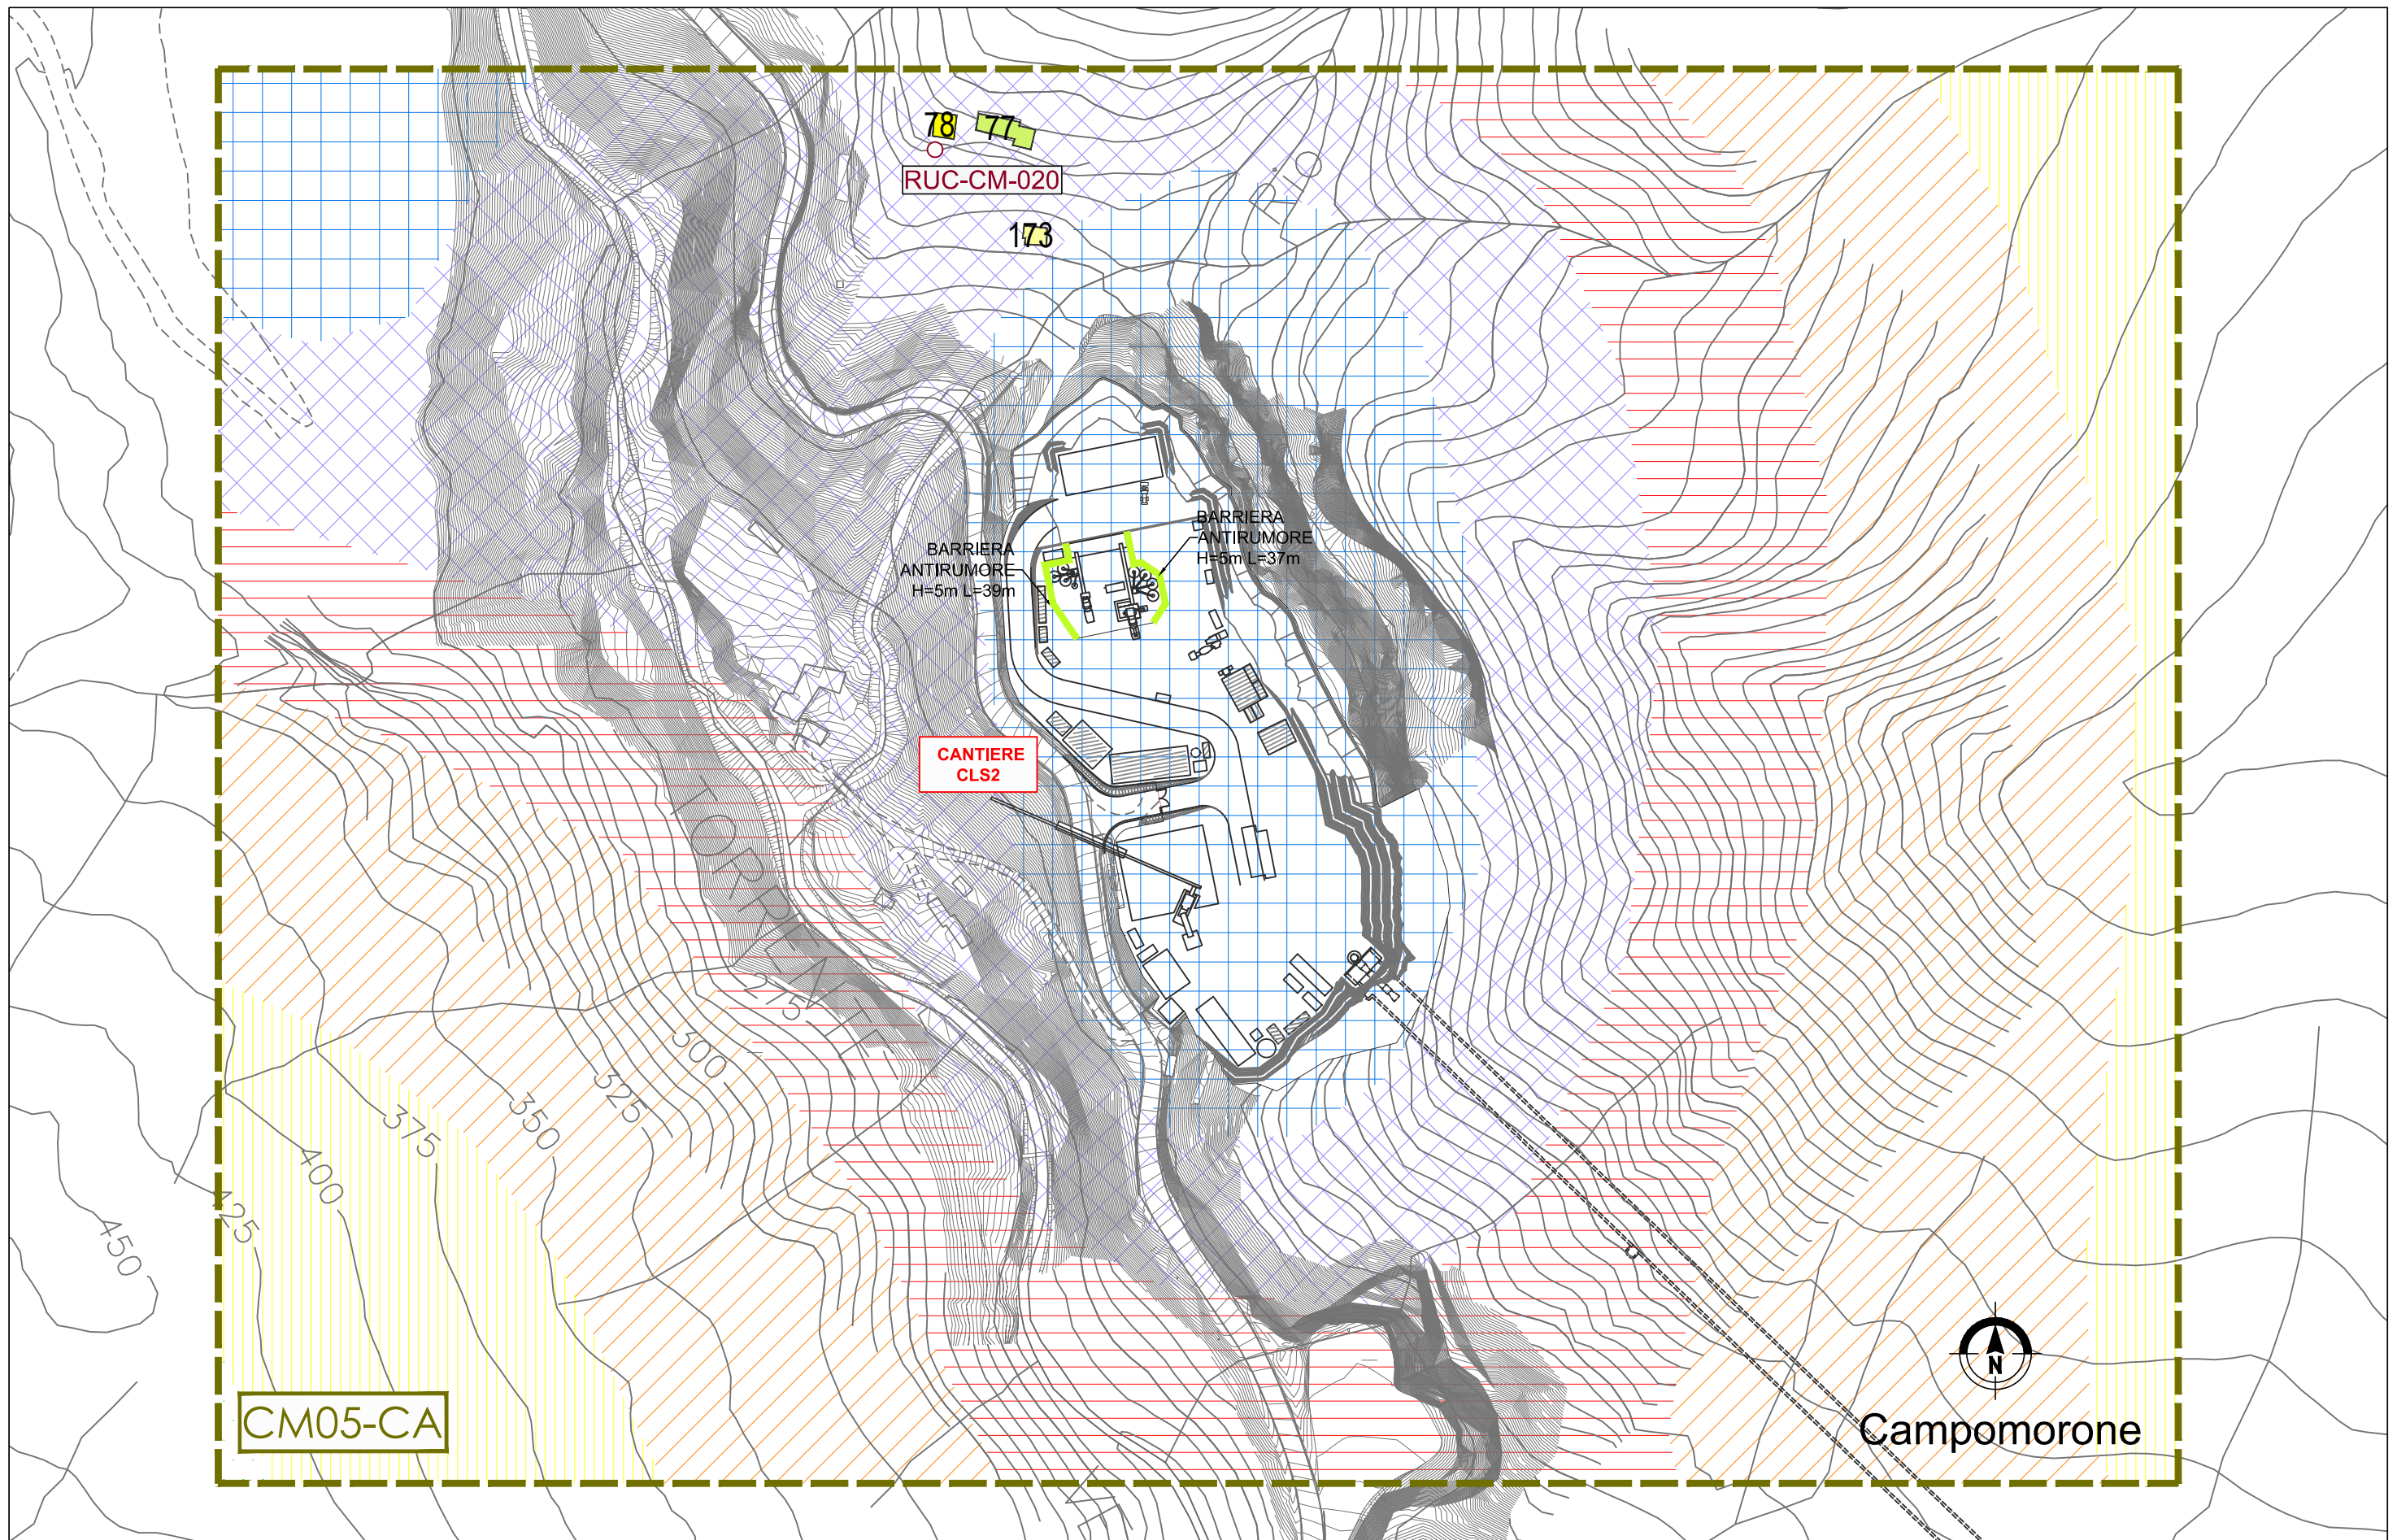 78
77
RUC-CM-020
173
BARRIERA
ANTIRUMORE
H=5m L=37m
BARRIERA
ANTIRUMORE
H=5m L=39m
CANTIERE
CLS2
TORRENTE
275
300
325
350
375
400
425
450
N
CM05-CA
Campomorone